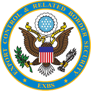 EXPORT CONTROL & RELATED BORDER SECURITY
EXBS